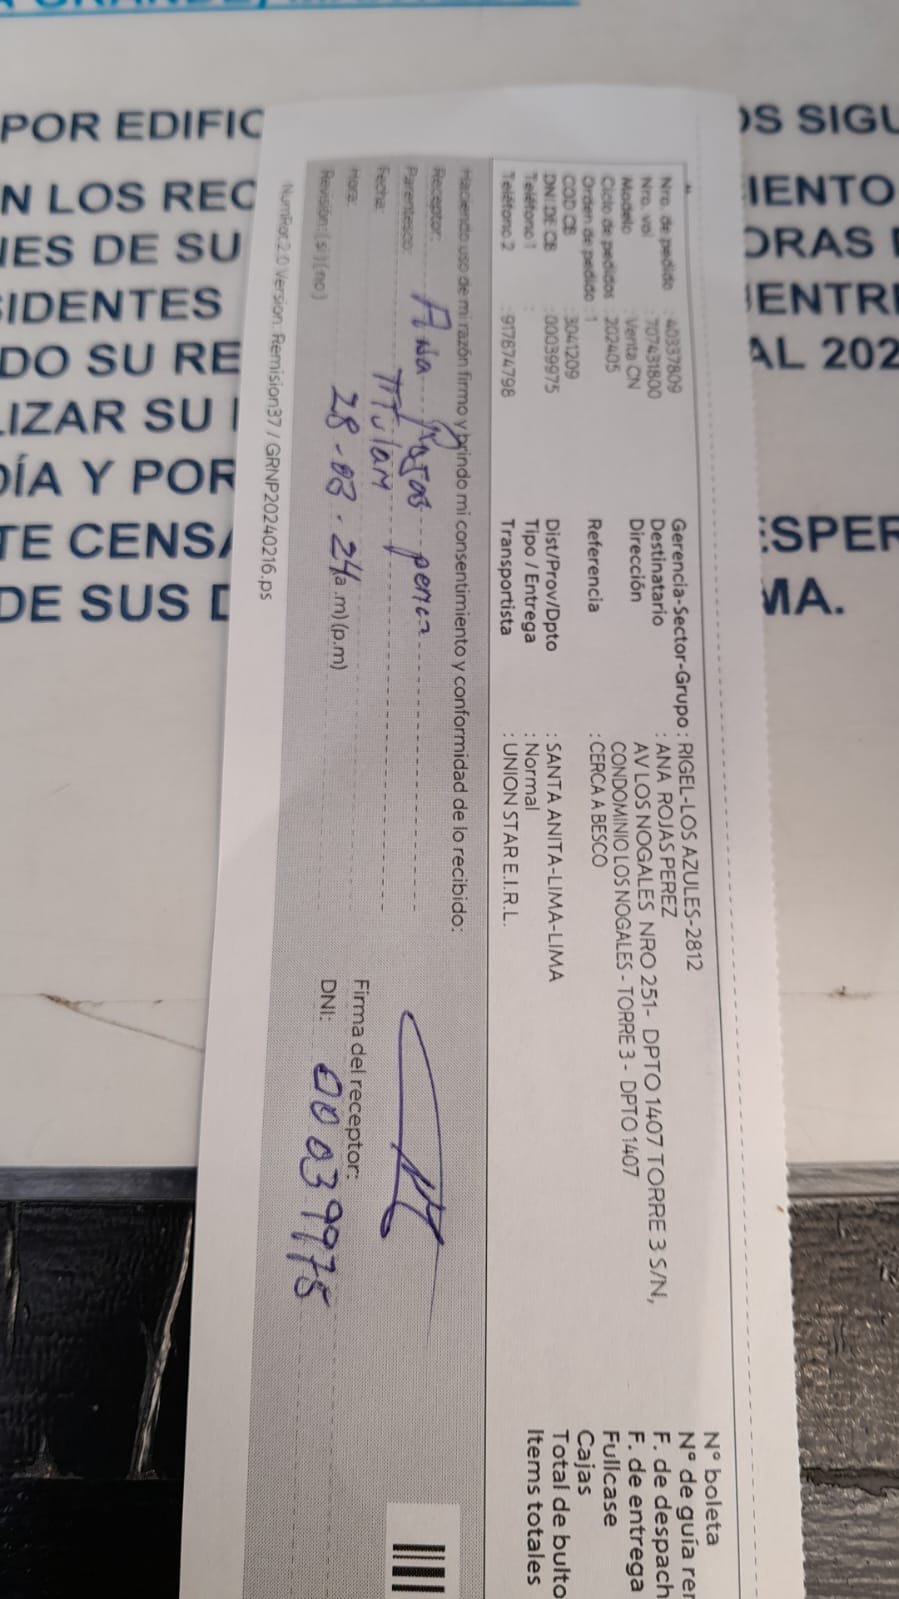 Nro. de pedido : 40337809
Nro. vol : 707431800
Modelo : Venta CN
Ciclo de pedidos : 202405
Orden de pedido : 1
COD CB : 3041209
DNI DE CB : 00039975
Teléfono 1 :
Teléfono 2 : 917674798
Gerencia-Sector-Grupo : RIGEL-LOS AZULES-2812
Destinatario : ANA ROJAS PEREZ
Dirección AV LOS NOGALES NRO 251- DPTO 1407 TORRE 3 S/N,
CONDOMINIO LOS NOGALES - TORRE 3 - DPTO 1407
Referencia : CERCA A BESCO
Dist/Prov/Dpto : SANTA ANITA-LIMA-LIMA
Tipo / Entrega : Normal
Transportista : UNION STAR E.I.R.L.
N° boleta
N° de guía rem
F. de despach
F. de entrega
Fullcase
Cajas
Total de bulto
Items totales
Haciendo uso de mi razón firmo y brindo mi consentimiento y conformidad de lo recibido:
Receptor: Ana Rojas perez
Parentesco: TiTular
Fecha: 28-03-24
Hora: (a.m)(p.m)
Revisión: ( si ) ( no )
Firma del receptor:
DNI: 00039975
NumRot:2.0 Version: Remision37 / GRNP20240216.ps
POR EDIFIC
OS SIGU
N LOS REC
IENTO
NES DE SU
ORAS
SIDENTES
ENTR
DO SU RE
AL 202
LIZAR SU
DÍA Y POR
TE CENSA
ESPER
DE SUS D
MA.